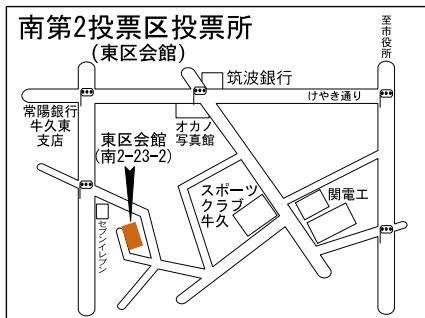 南第2投票区投票所
(東区会館)
至市役所
筑波銀行
けやき通り
常陽銀行
牛久東
支店
オカノ
写真館
東区会館
(南2-23-2)
スポーツ
クラブ
牛久
関電工
セブンイレブン